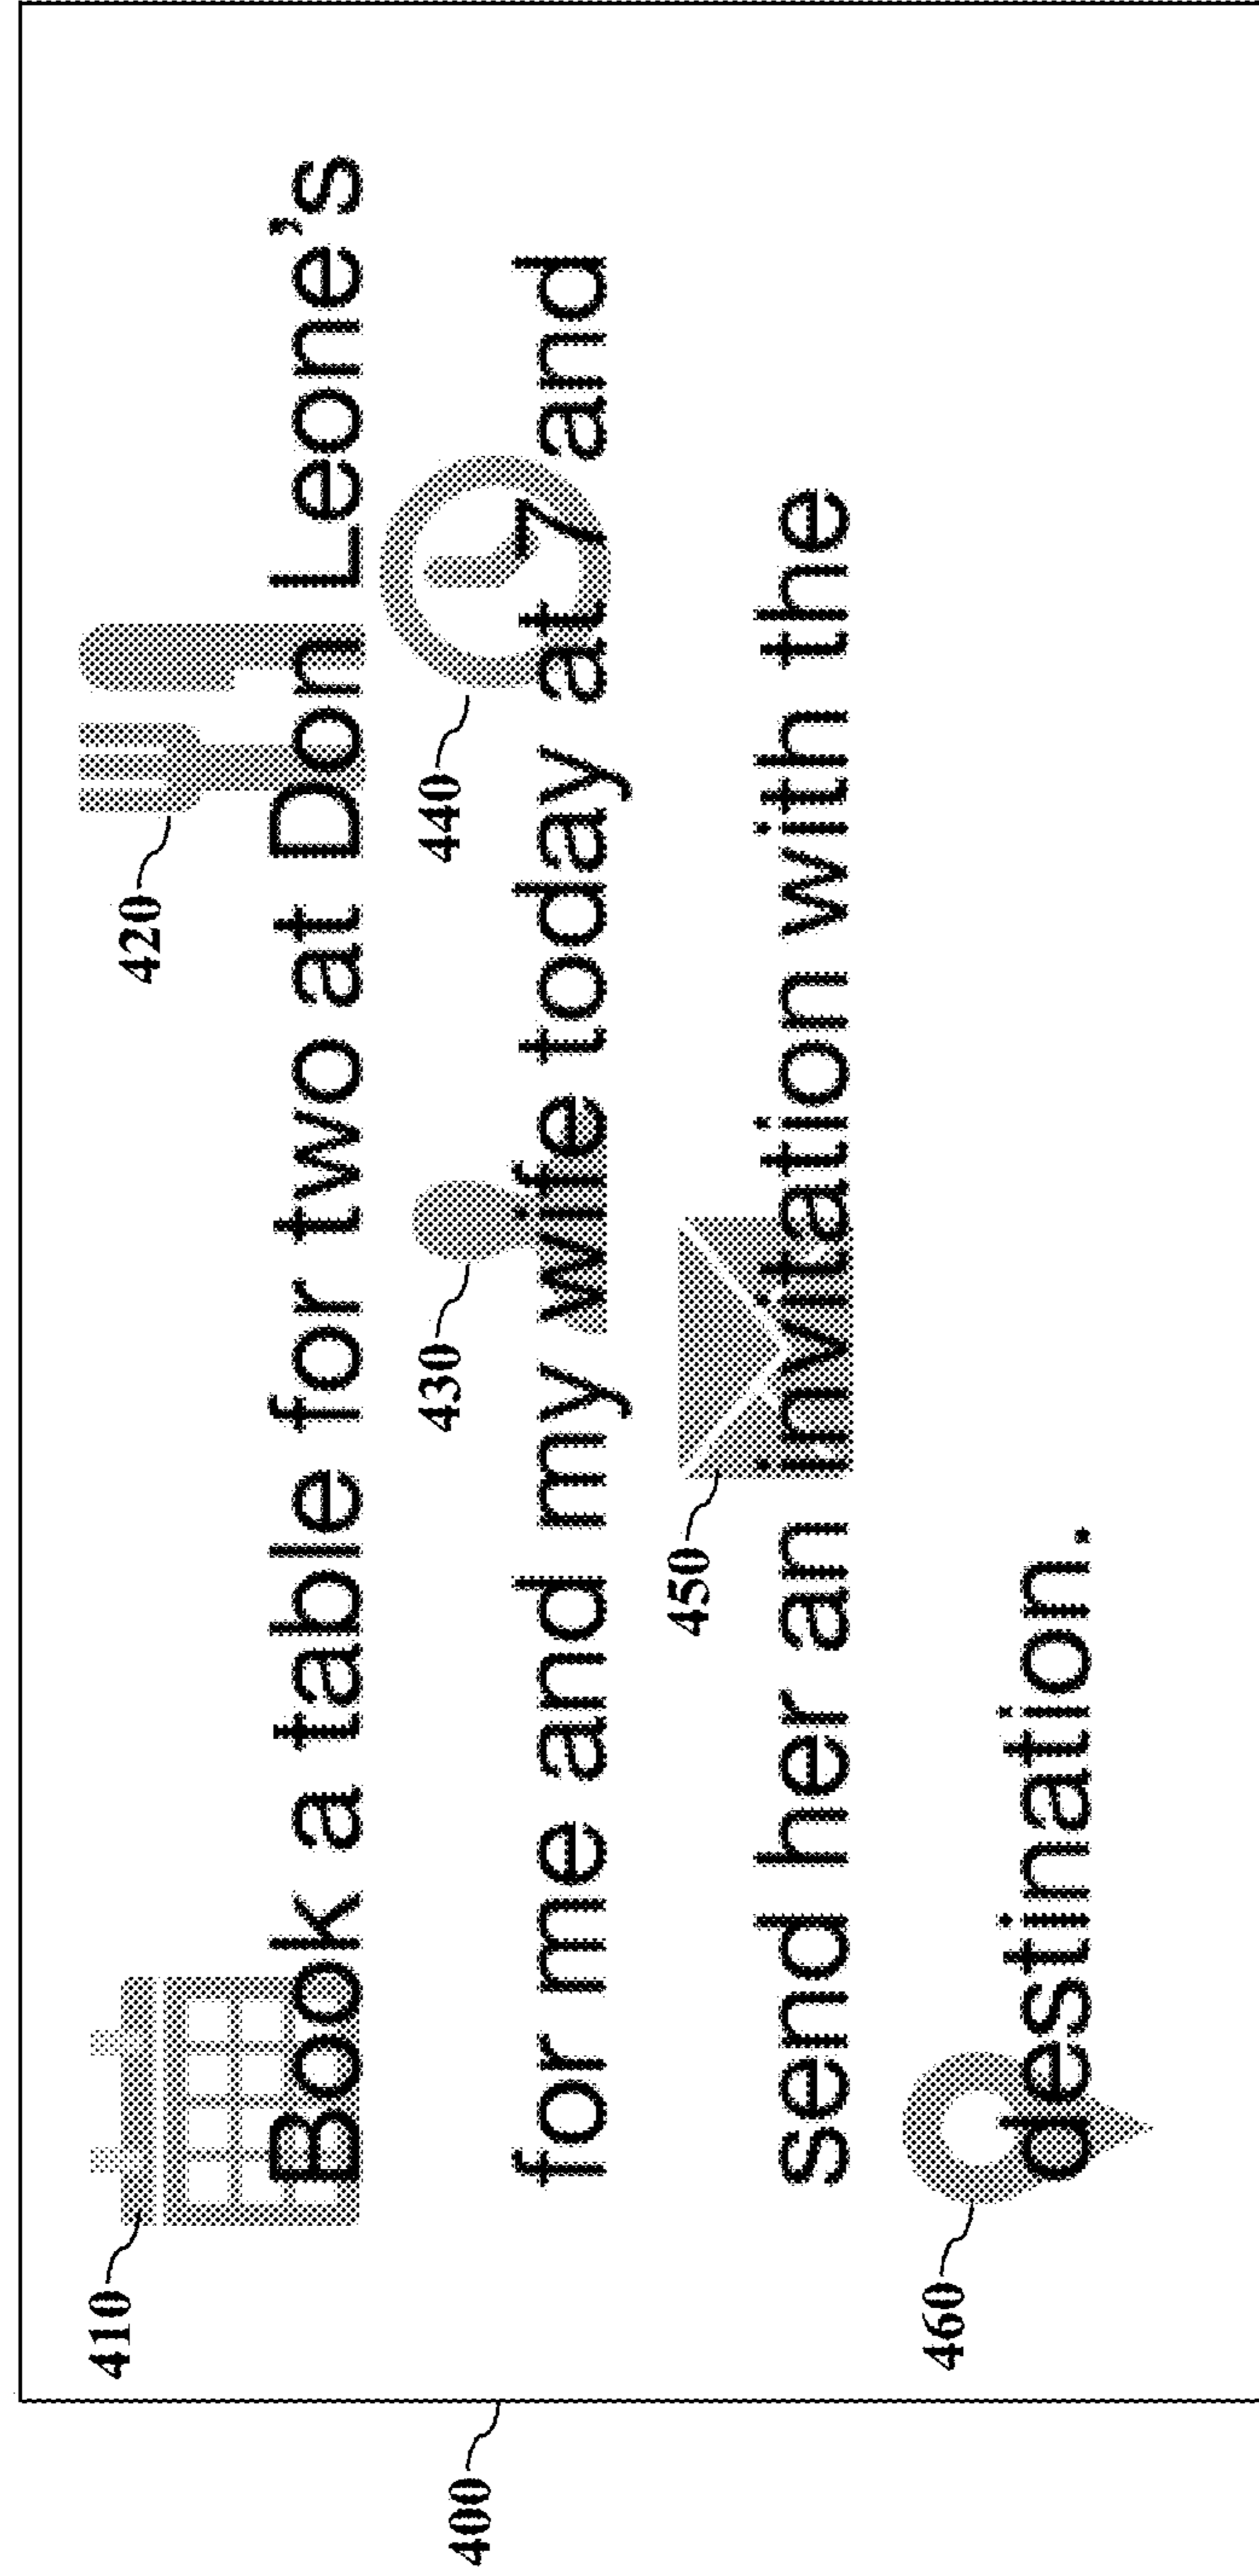 420
410
Book a table for two at Don Leone's
430
440
for me and my wife today at 7 and
400
450
send her an invitation with the
460
destination.